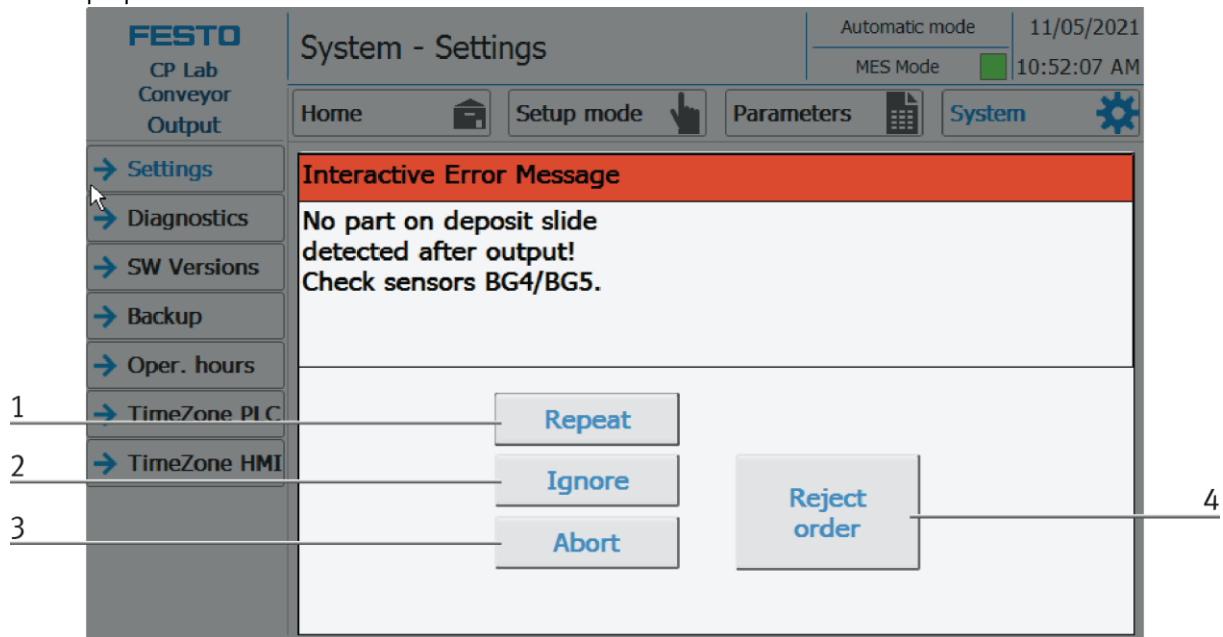 FESTO
CP Lab
Conveyor
Output
System - Settings
Automatic mode
MES Mode
11/05/2021
10:52:07 AM
Home
Setup mode
Parameters
System
Settings
Diagnostics
SW Versions
Backup
Oper. hours
TimeZone PLC
TimeZone HMI
Interactive Error Message
No part on deposit slide
detected after output!
Check sensors BG4/BG5.
1
Repeat
2
Ignore
3
Abort
Reject
order
4